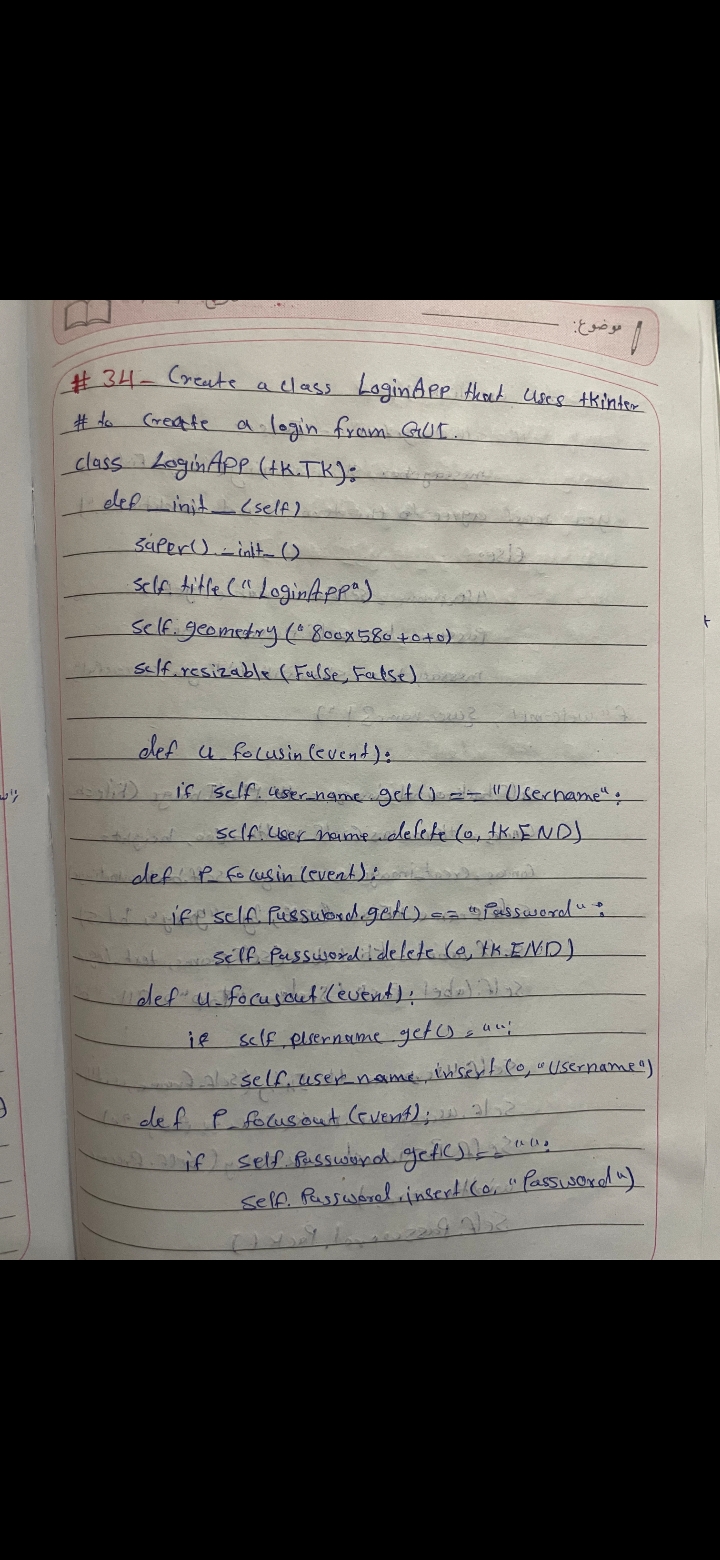 موضوع:
# 34- Create a class LoginApp that uses tkinter
# to create a login from GUI.
class LoginApp(tk.TK):
def __init__(self)
super()__init__()
self.title("LoginApp")
self.geometry("800x580+0+0)
self.resizable(False, False)
def u_focusin(event):
if self.user_name.get() == "Username":
self.user_name.delete(0, tk.END)
def P_focusin(event):
if self.Password.get() == "Password":
self.Password.delete(0, tk.END)
def u_focusout(event):
if self get() = "":
self.user_name.insert(0, "Username")
def P_focusout(event):
if self.Password.get() == "":
self.Password.insert(0, "Password")